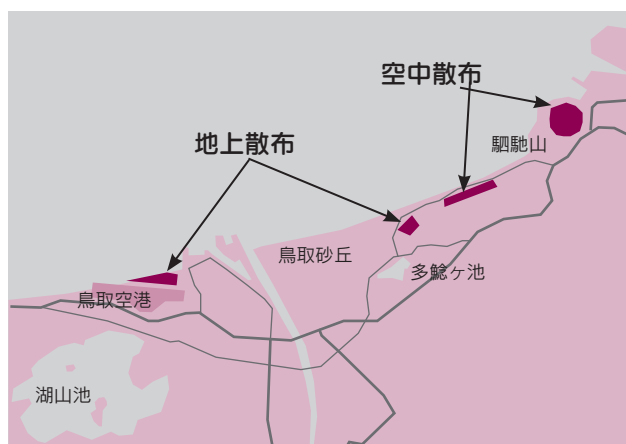 空中散布
駟馳山
地上散布
鳥取砂丘
多鯰ヶ池
鳥取空港
湖山池